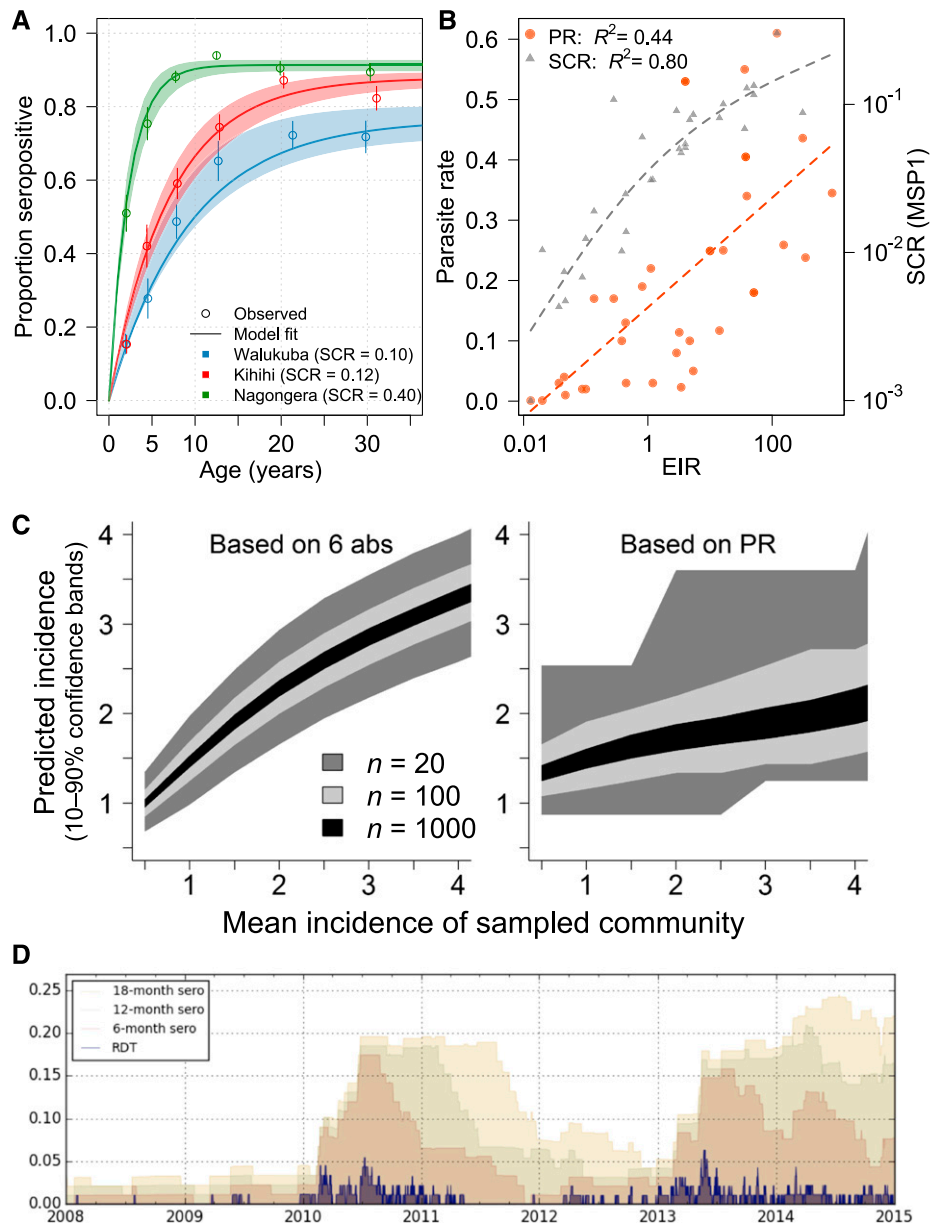 A
Proportion seropositive
1.0
0.8
0.6
0.4
0.2
0.0
Observed
Model fit
Walukuba (SCR = 0.10)
Kihihi (SCR = 0.12)
Nagongera (SCR = 0.40)
0 5 10 20 30
Age (years)
B
Parasite rate
0.6
0.5
0.4
0.3
0.2
0.1
0.0
PR: R² = 0.44
SCR: R² = 0.80
10⁻¹
10⁻²
10⁻³
SCR (MSP1)
0.01 1 100
EIR
C
Predicted incidence
(10–90% confidence bands)
Based on 6 abs
4
3
2
1
n = 20
n = 100
n = 1000
1 2 3 4
Based on PR
4
3
2
1
1 2 3 4
Mean incidence of sampled community
D
0.25
0.20
0.15
0.10
0.05
0.00
18-month sero
12-month sero
6-month sero
RDT
2008 2009 2010 2011 2012 2013 2014 2015